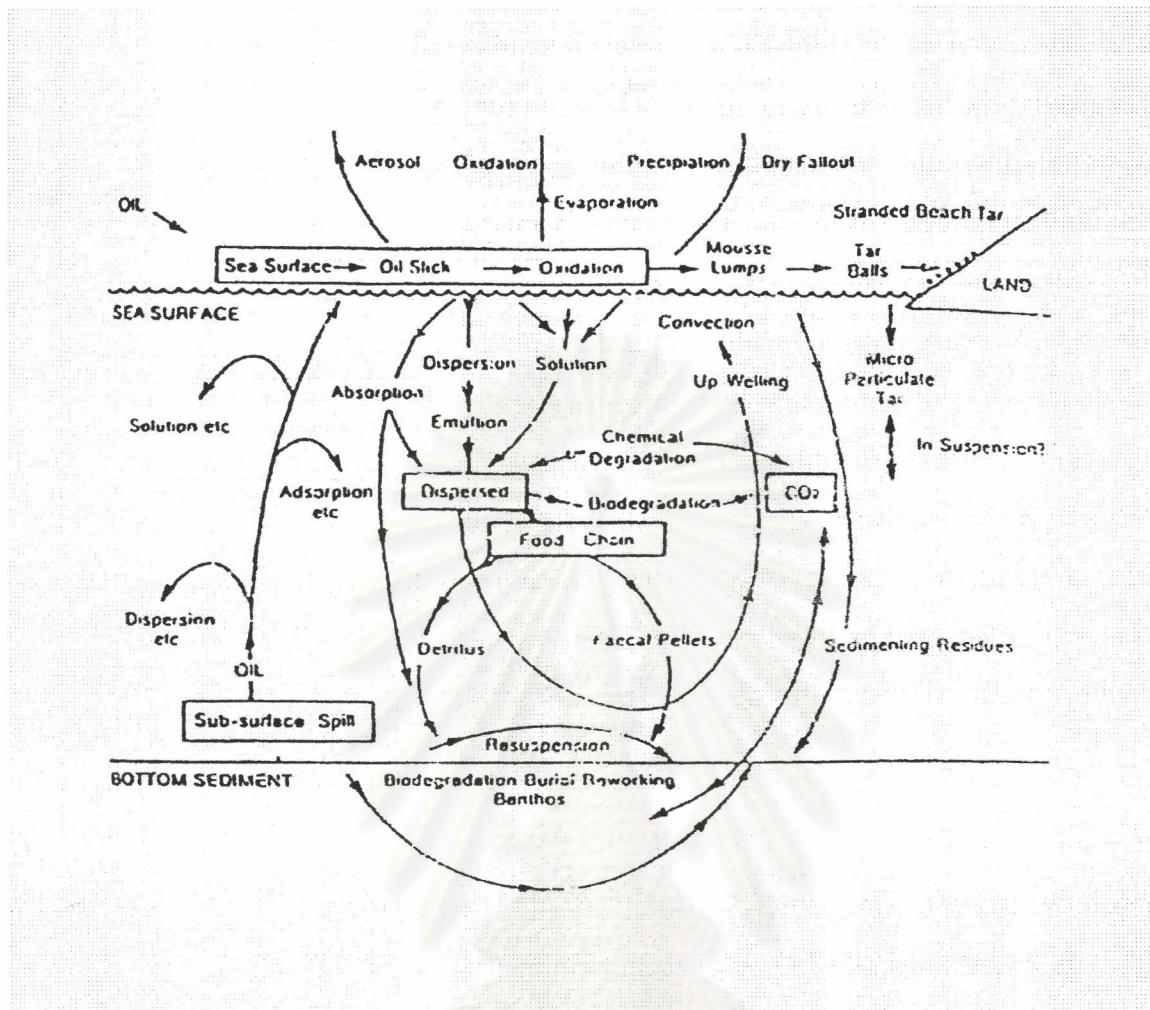 Aerosol Oxidation Precipiation Dry Fallout
Evaporation
OIL
Stranded Beach Tar
Sea Surface Oil Slick Oxidation
Mousse
Lumps
Tar
Balls
LAND
SEA SURFACE
Convection
Dispersion Solution
Micro
Particulate
Tar
Absorption
Up Welling
Solution etc
Emultion
Chemical
Degradation
In Suspension?
Adsorption
etc
Dispersed
Biodegradation
CO2
Food Chain
Dispersion
etc
Detritus
Faecal Pellets
Sedimenting Residues
OIL
Sub-surface Spill
Resuspension
BOTTOM SEDIMENT
Biodegradation Burial Reworking
Banthos